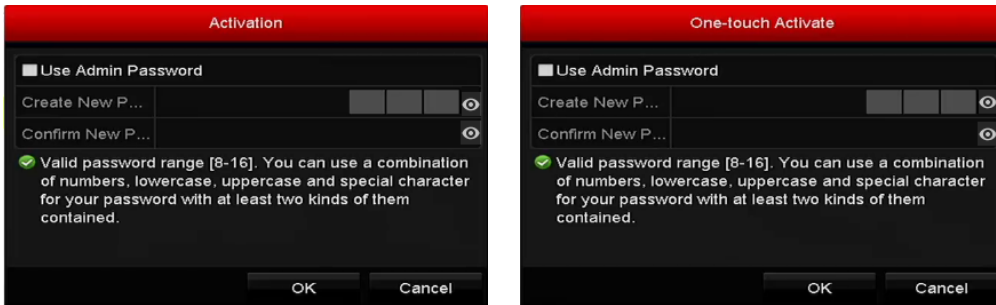 Activation
Use Admin Password
Create New P...
Confirm New P...
Valid password range [8-16]. You can use a combination
of numbers, lowercase, uppercase and special character
for your password with at least two kinds of them
contained.
OK Cancel
One-touch Activate
Use Admin Password
Create New P...
Confirm New P...
Valid password range [8-16]. You can use a combination
of numbers, lowercase, uppercase and special character
for your password with at least two kinds of them
contained.
OK Cancel